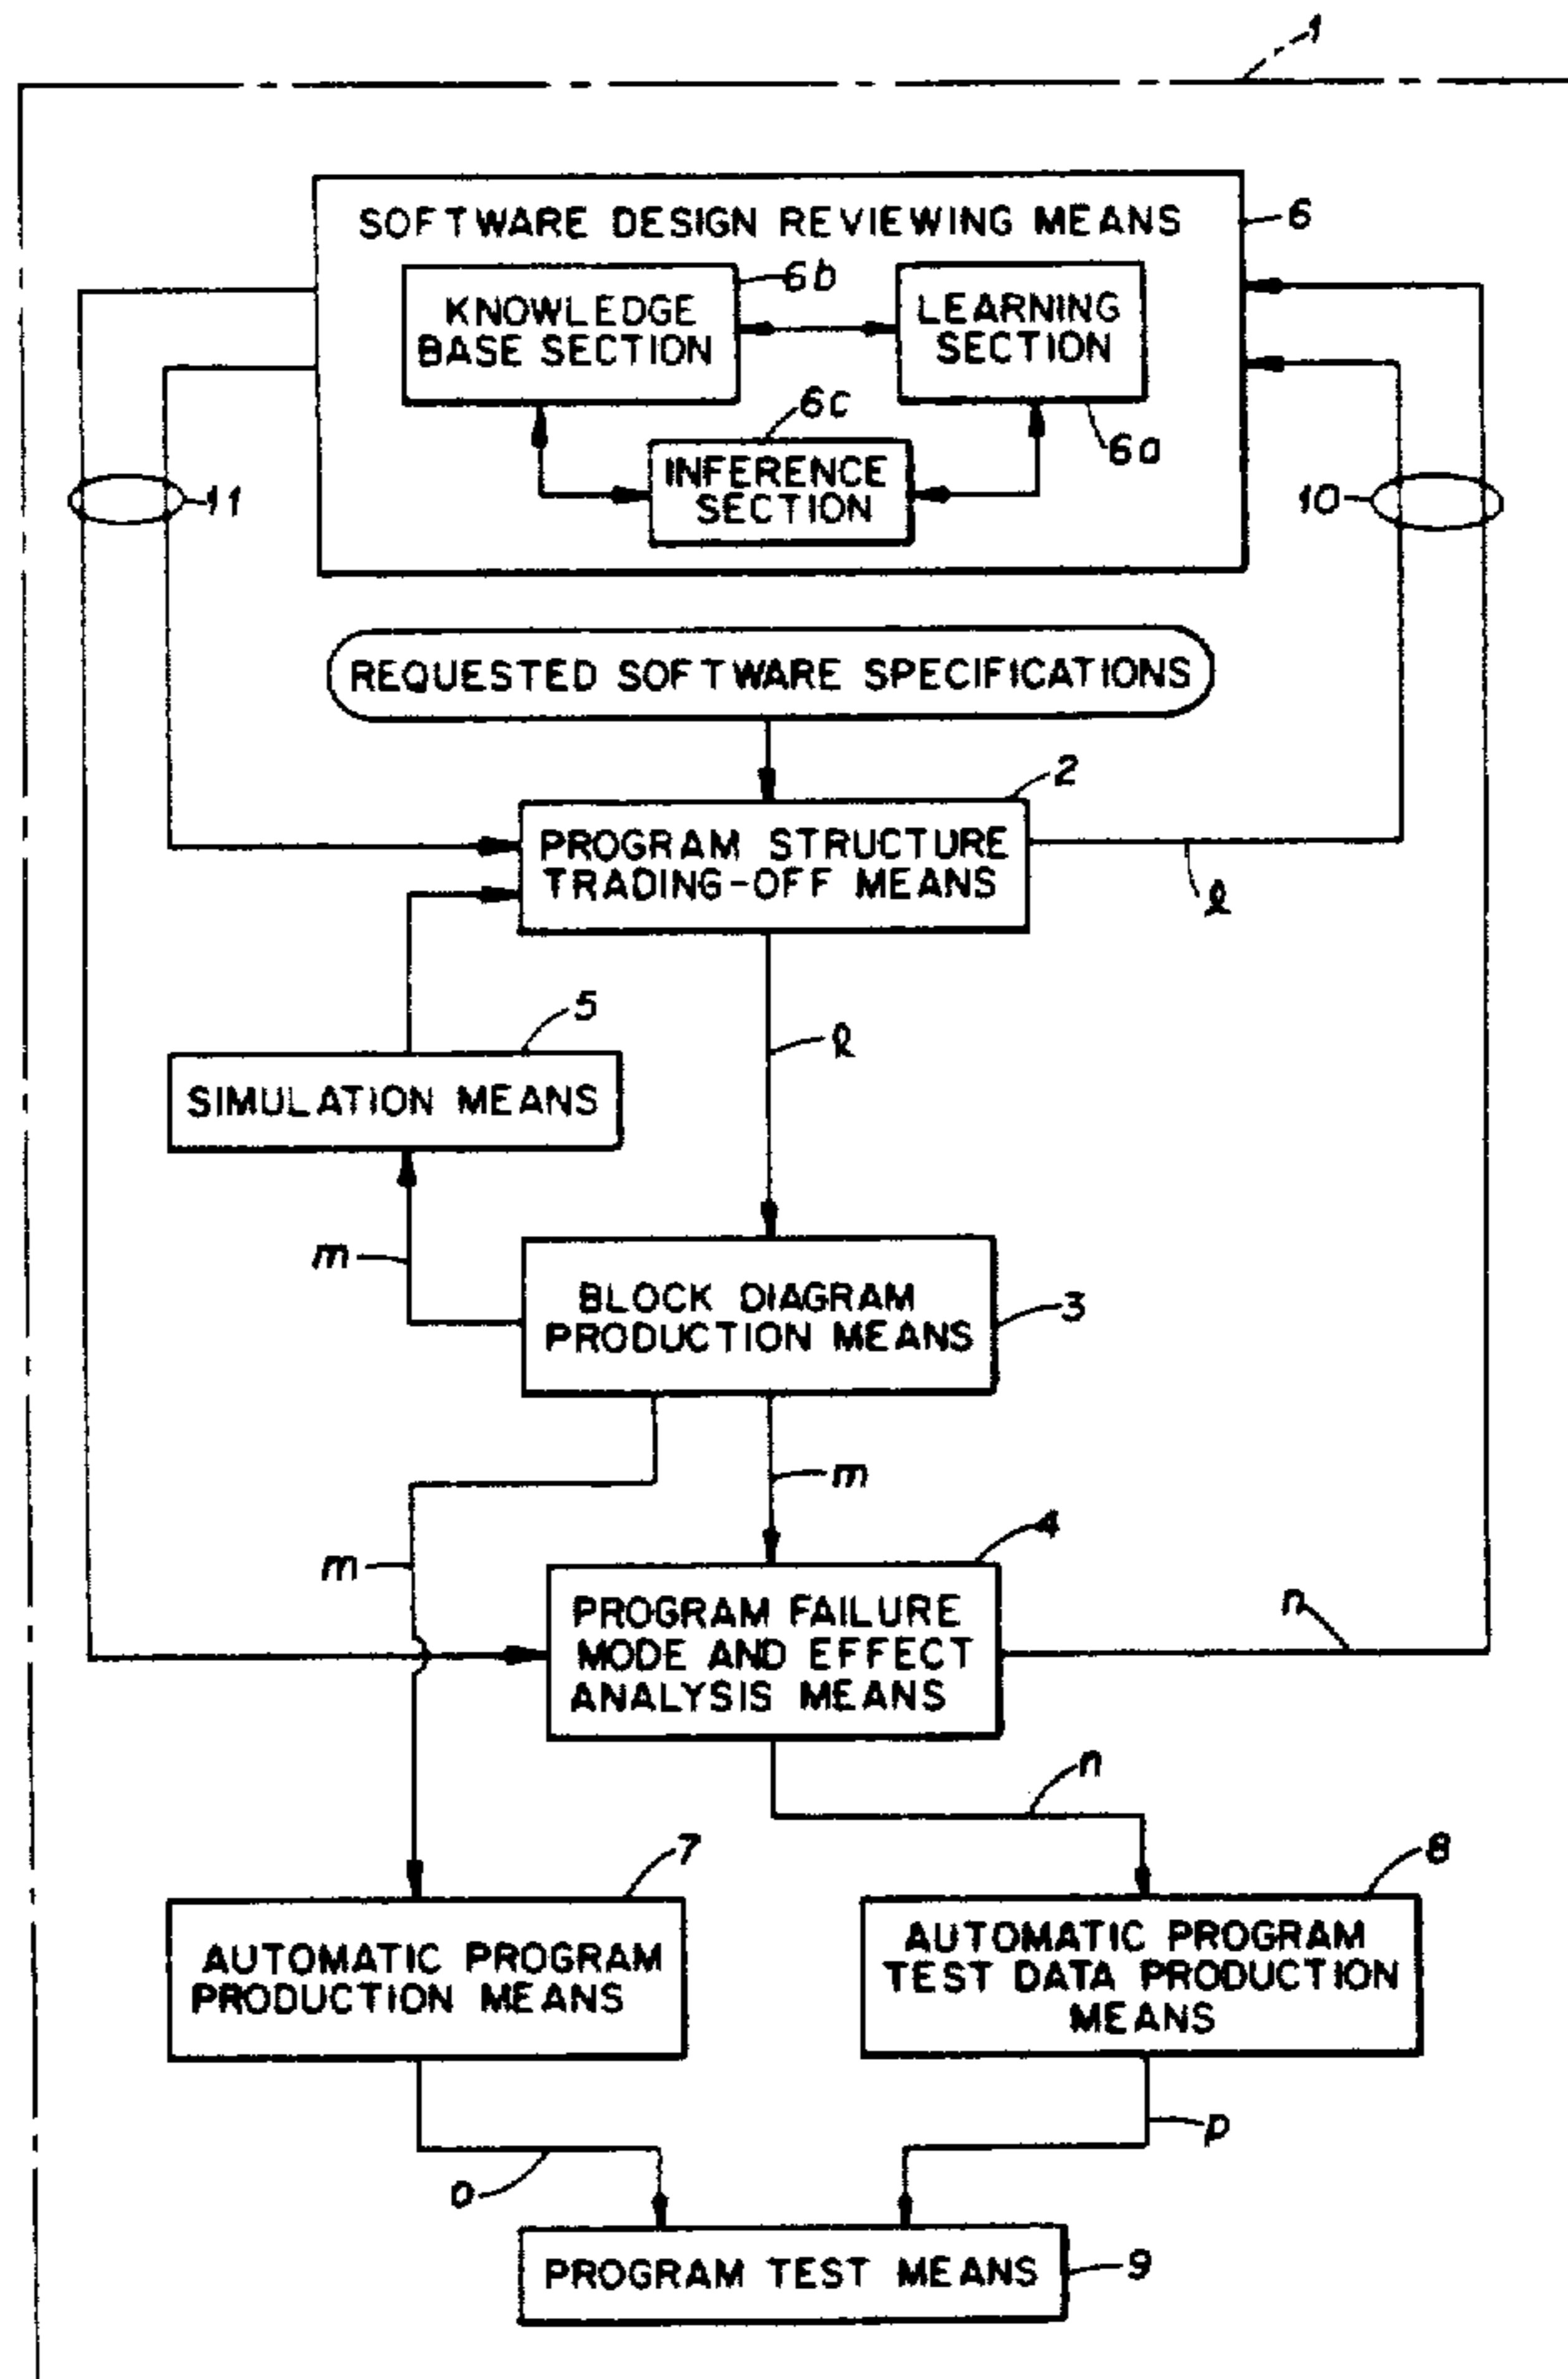 1
SOFTWARE DESIGN REVIEWING MEANS
6
6b
KNOWLEDGE
BASE SECTION
LEARNING
SECTION
6c
6a
INFERENCE
SECTION
11
10
REQUESTED SOFTWARE SPECIFICATIONS
2
PROGRAM STRUCTURE
TRADING-OFF MEANS
ℓ
5
ℓ
SIMULATION MEANS
m
BLOCK DIAGRAM
PRODUCTION MEANS
3
m
4
m
PROGRAM FAILURE
MODE AND EFFECT
ANALYSIS MEANS
n
n
7
8
AUTOMATIC PROGRAM
PRODUCTION MEANS
AUTOMATIC PROGRAM
TEST DATA PRODUCTION
MEANS
p
o
PROGRAM TEST MEANS
9